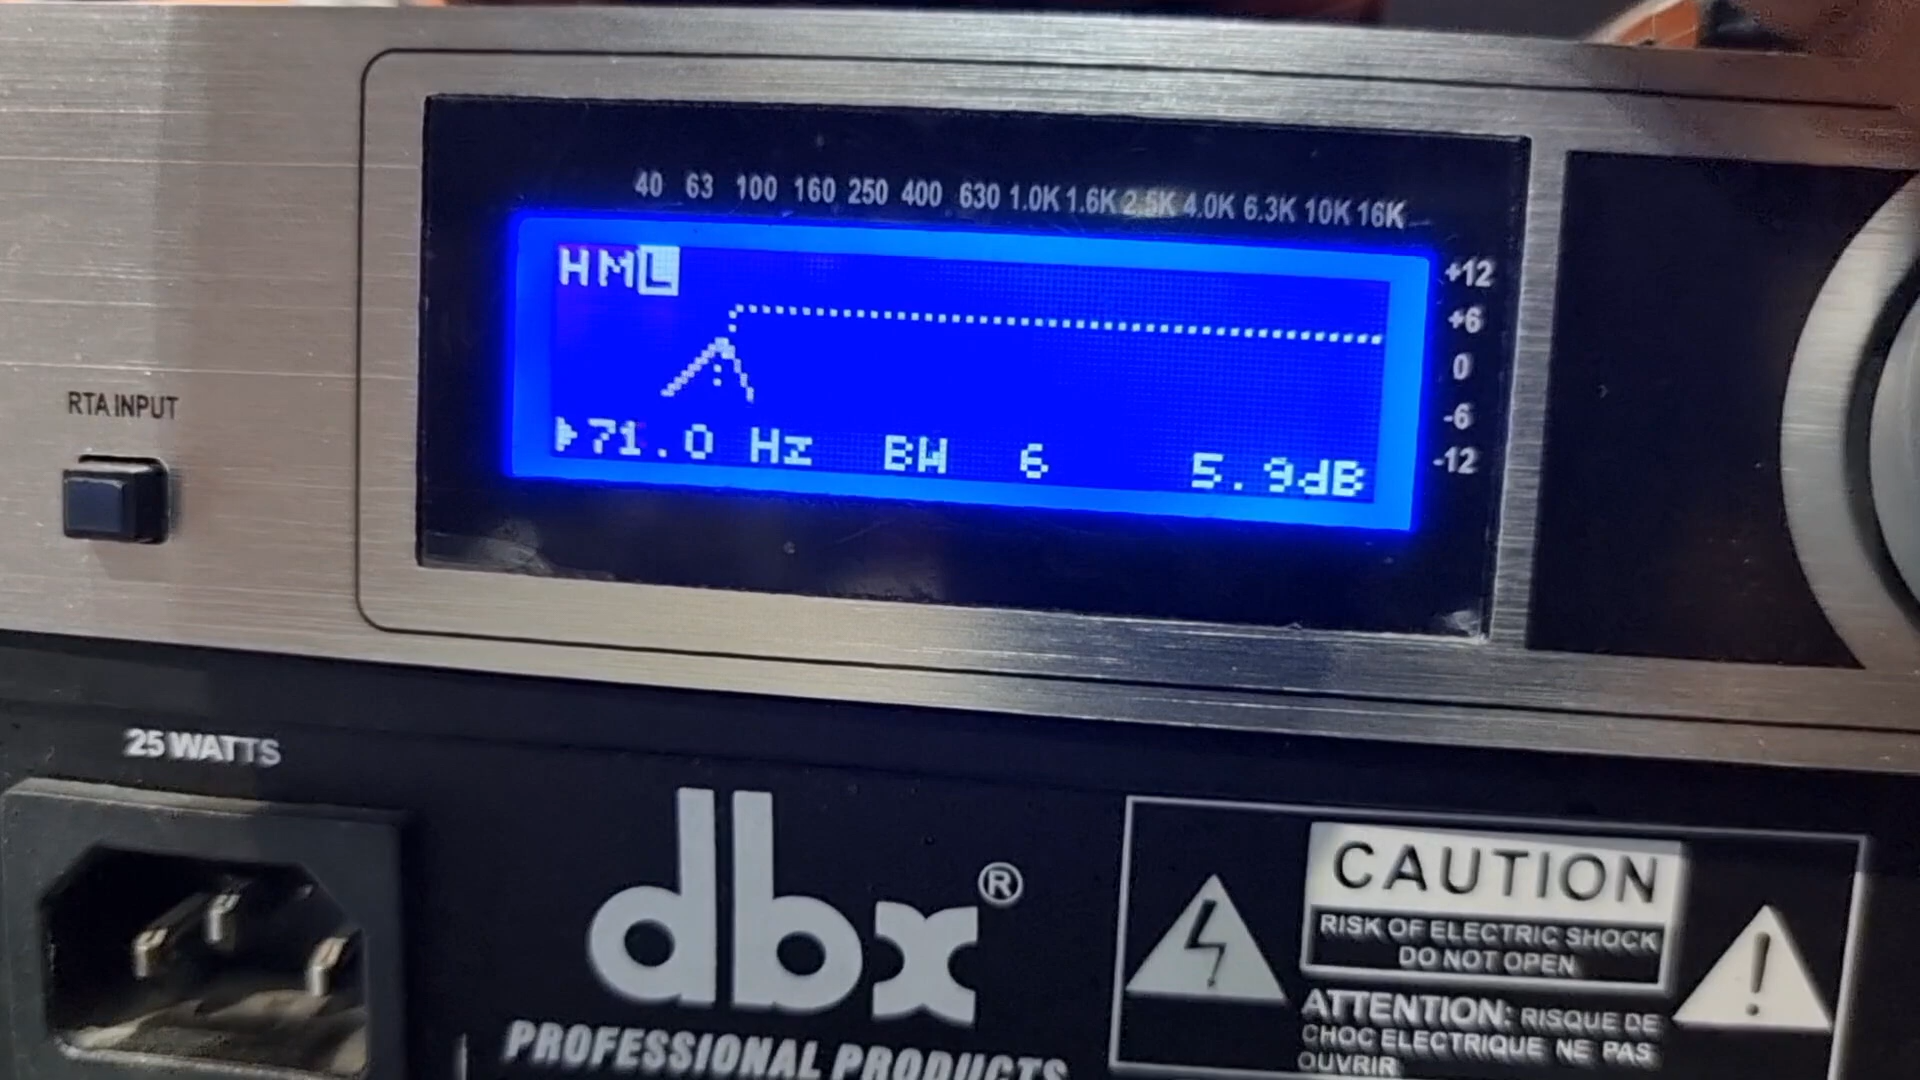 40 63 100 160 250 400 630 1.0K 1.6K 2.5K 4.0K 6.3K 10K 16K
HML
+12
+6
0
-6
-12
71.0 Hz BW 6 5.9dB
RTA INPUT
25 WATTS
dbx®
PROFESSIONAL PRODUCTS
CAUTION
RISK OF ELECTRIC SHOCK
DO NOT OPEN
ATTENTION: RISQUE DE
CHOC ELECTRIQUE NE PAS
OUVRIR